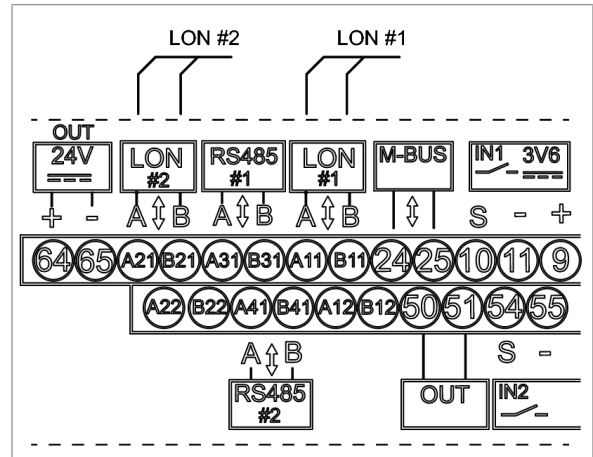 LON #2 LON #1
OUT
24V LON #2 RS485 #1 LON #1 M-BUS IN1 3V6
+ - A B A B A B S - +
64 65 A21 B21 A31 B31 A11 B11 24 25 10 11 9
A22 B22 A41 B41 A12 B12 50 51 54 55
A B S -
RS485 #2 OUT IN2